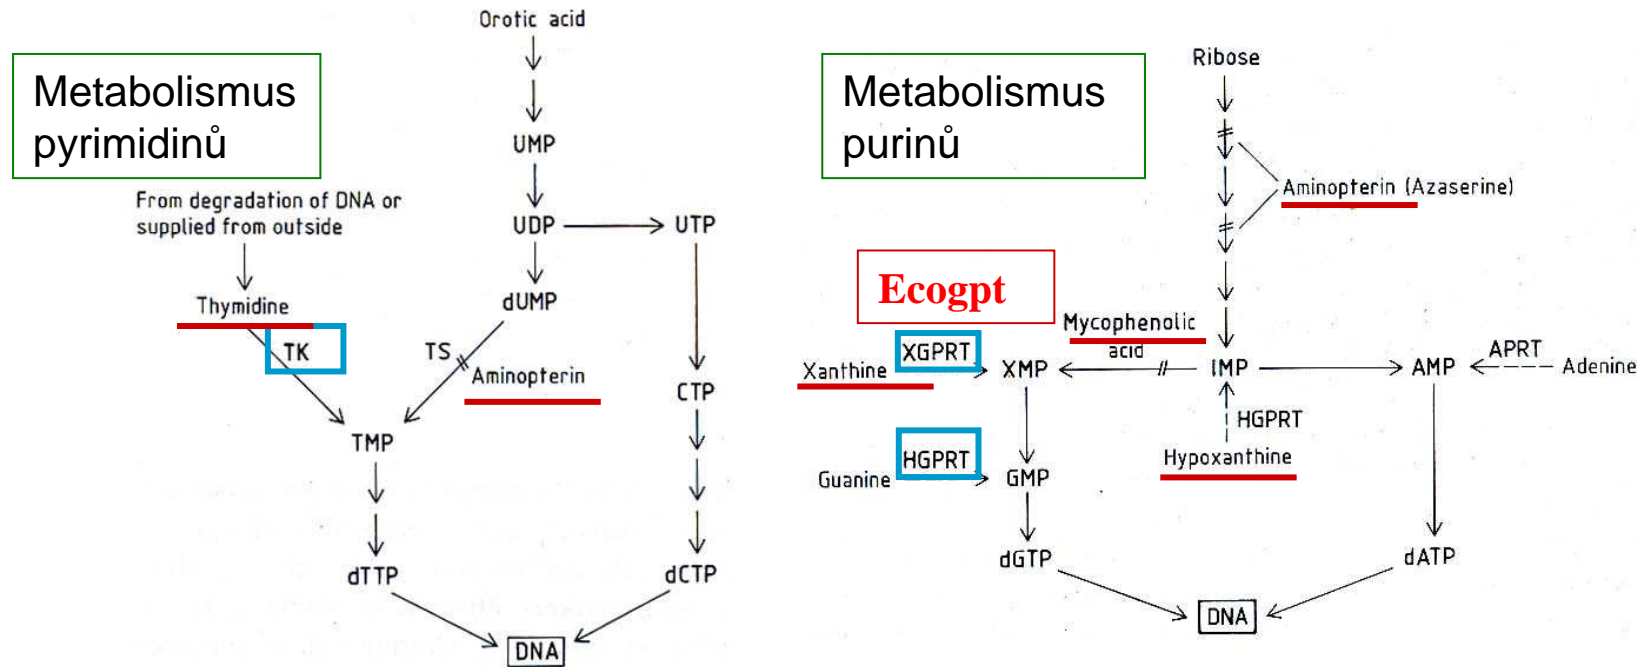 Metabolismus
pyrimidinů
Orotic acid
UMP
From degradation of DNA or
supplied from outside
UDP
UTP
Thymidine
dUMP
TK
TS
Aminopterin
CTP
TMP
dTTP
dCTP
DNA
Metabolismus
purinů
Ribose
Aminopterin (Azaserine)
Ecogpt
Mycophenolic
acid
XGPRT
Xanthine
XMP
IMP
AMP
APRT
Adenine
HGPRT
HGPRT
Hypoxanthine
Guanine
GMP
dGTP
dATP
DNA